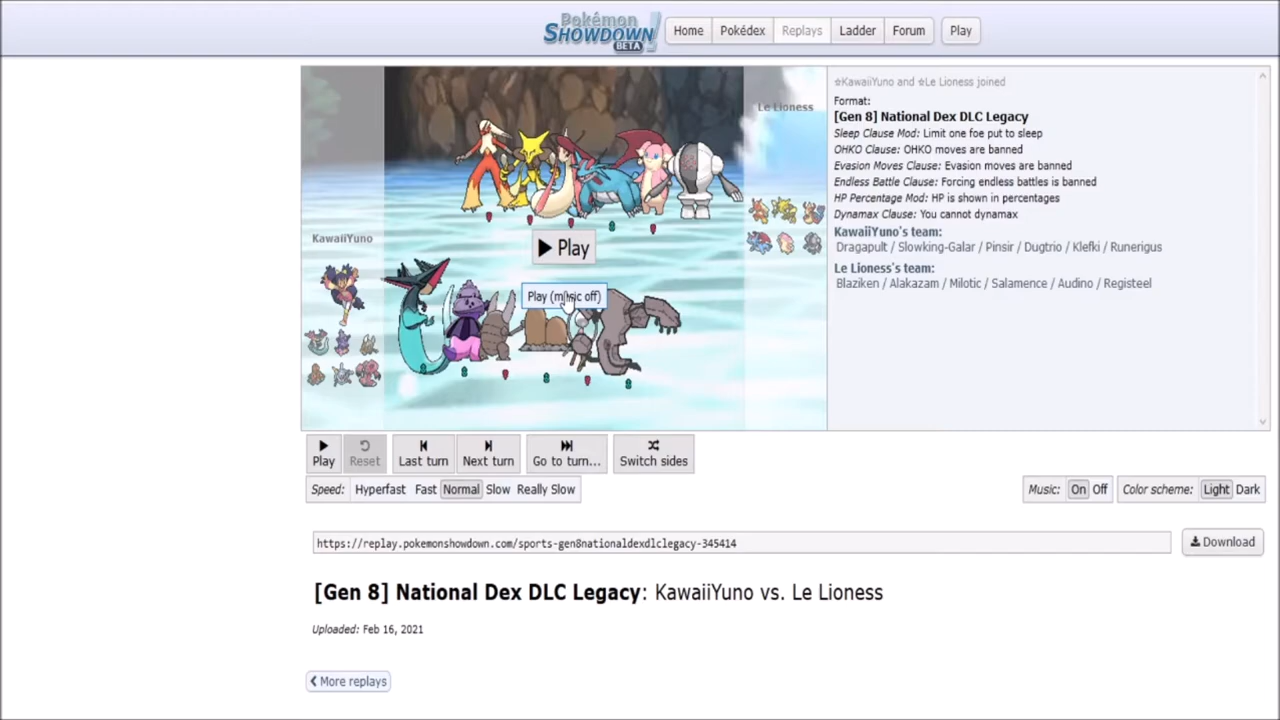 Pokémon
SHOWDOWN!
BETA
Home
Pokédex
Replays
Ladder
Forum
Play
KawaiiYuno
Le Lioness
Play
Play (music off)
☆KawaiiYuno and ☆Le Lioness joined
Format:
[Gen 8] National Dex DLC Legacy
Sleep Clause Mod: Limit one foe put to sleep
OHKO Clause: OHKO moves are banned
Evasion Moves Clause: Evasion moves are banned
Endless Battle Clause: Forcing endless battles is banned
HP Percentage Mod: HP is shown in percentages
Dynamax Clause: You cannot dynamax
KawaiiYuno's team:
Dragapult / Slowking-Galar / Pinsir / Dugtrio / Klefki / Runerigus
Le Lioness's team:
Blaziken / Alakazam / Milotic / Salamence / Audino / Registeel
Play
Reset
Last turn
Next turn
Go to turn...
Switch sides
Speed: Hyperfast Fast Normal Slow Really Slow
Music: On Off
Color scheme: Light Dark
https://replay.pokemonshowdown.com/sports-gen8nationaldexdlclegacy-345414
Download
[Gen 8] National Dex DLC Legacy: KawaiiYuno vs. Le Lioness
Uploaded: Feb 16, 2021
More replays